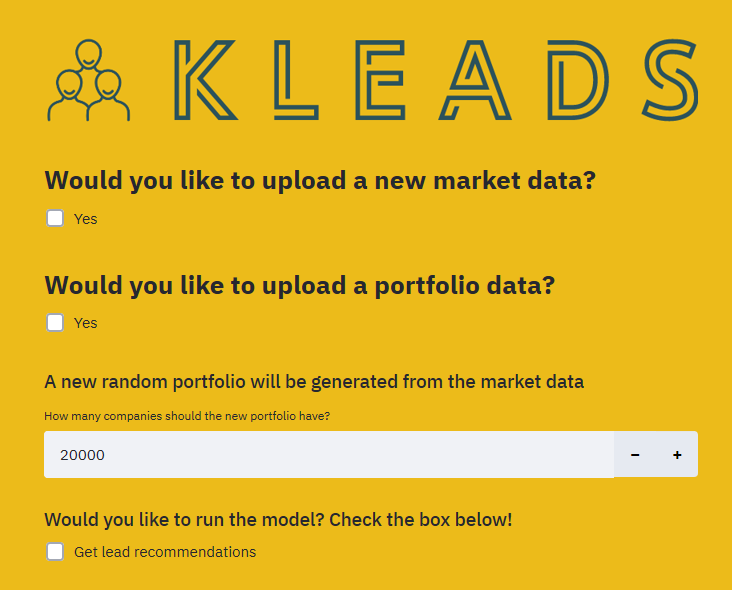 KLEADS
Would you like to upload a new market data?
Yes
Would you like to upload a portfolio data?
Yes
A new random portfolio will be generated from the market data
How many companies should the new portfolio have?
20000 − +
Would you like to run the model? Check the box below!
Get lead recommendations